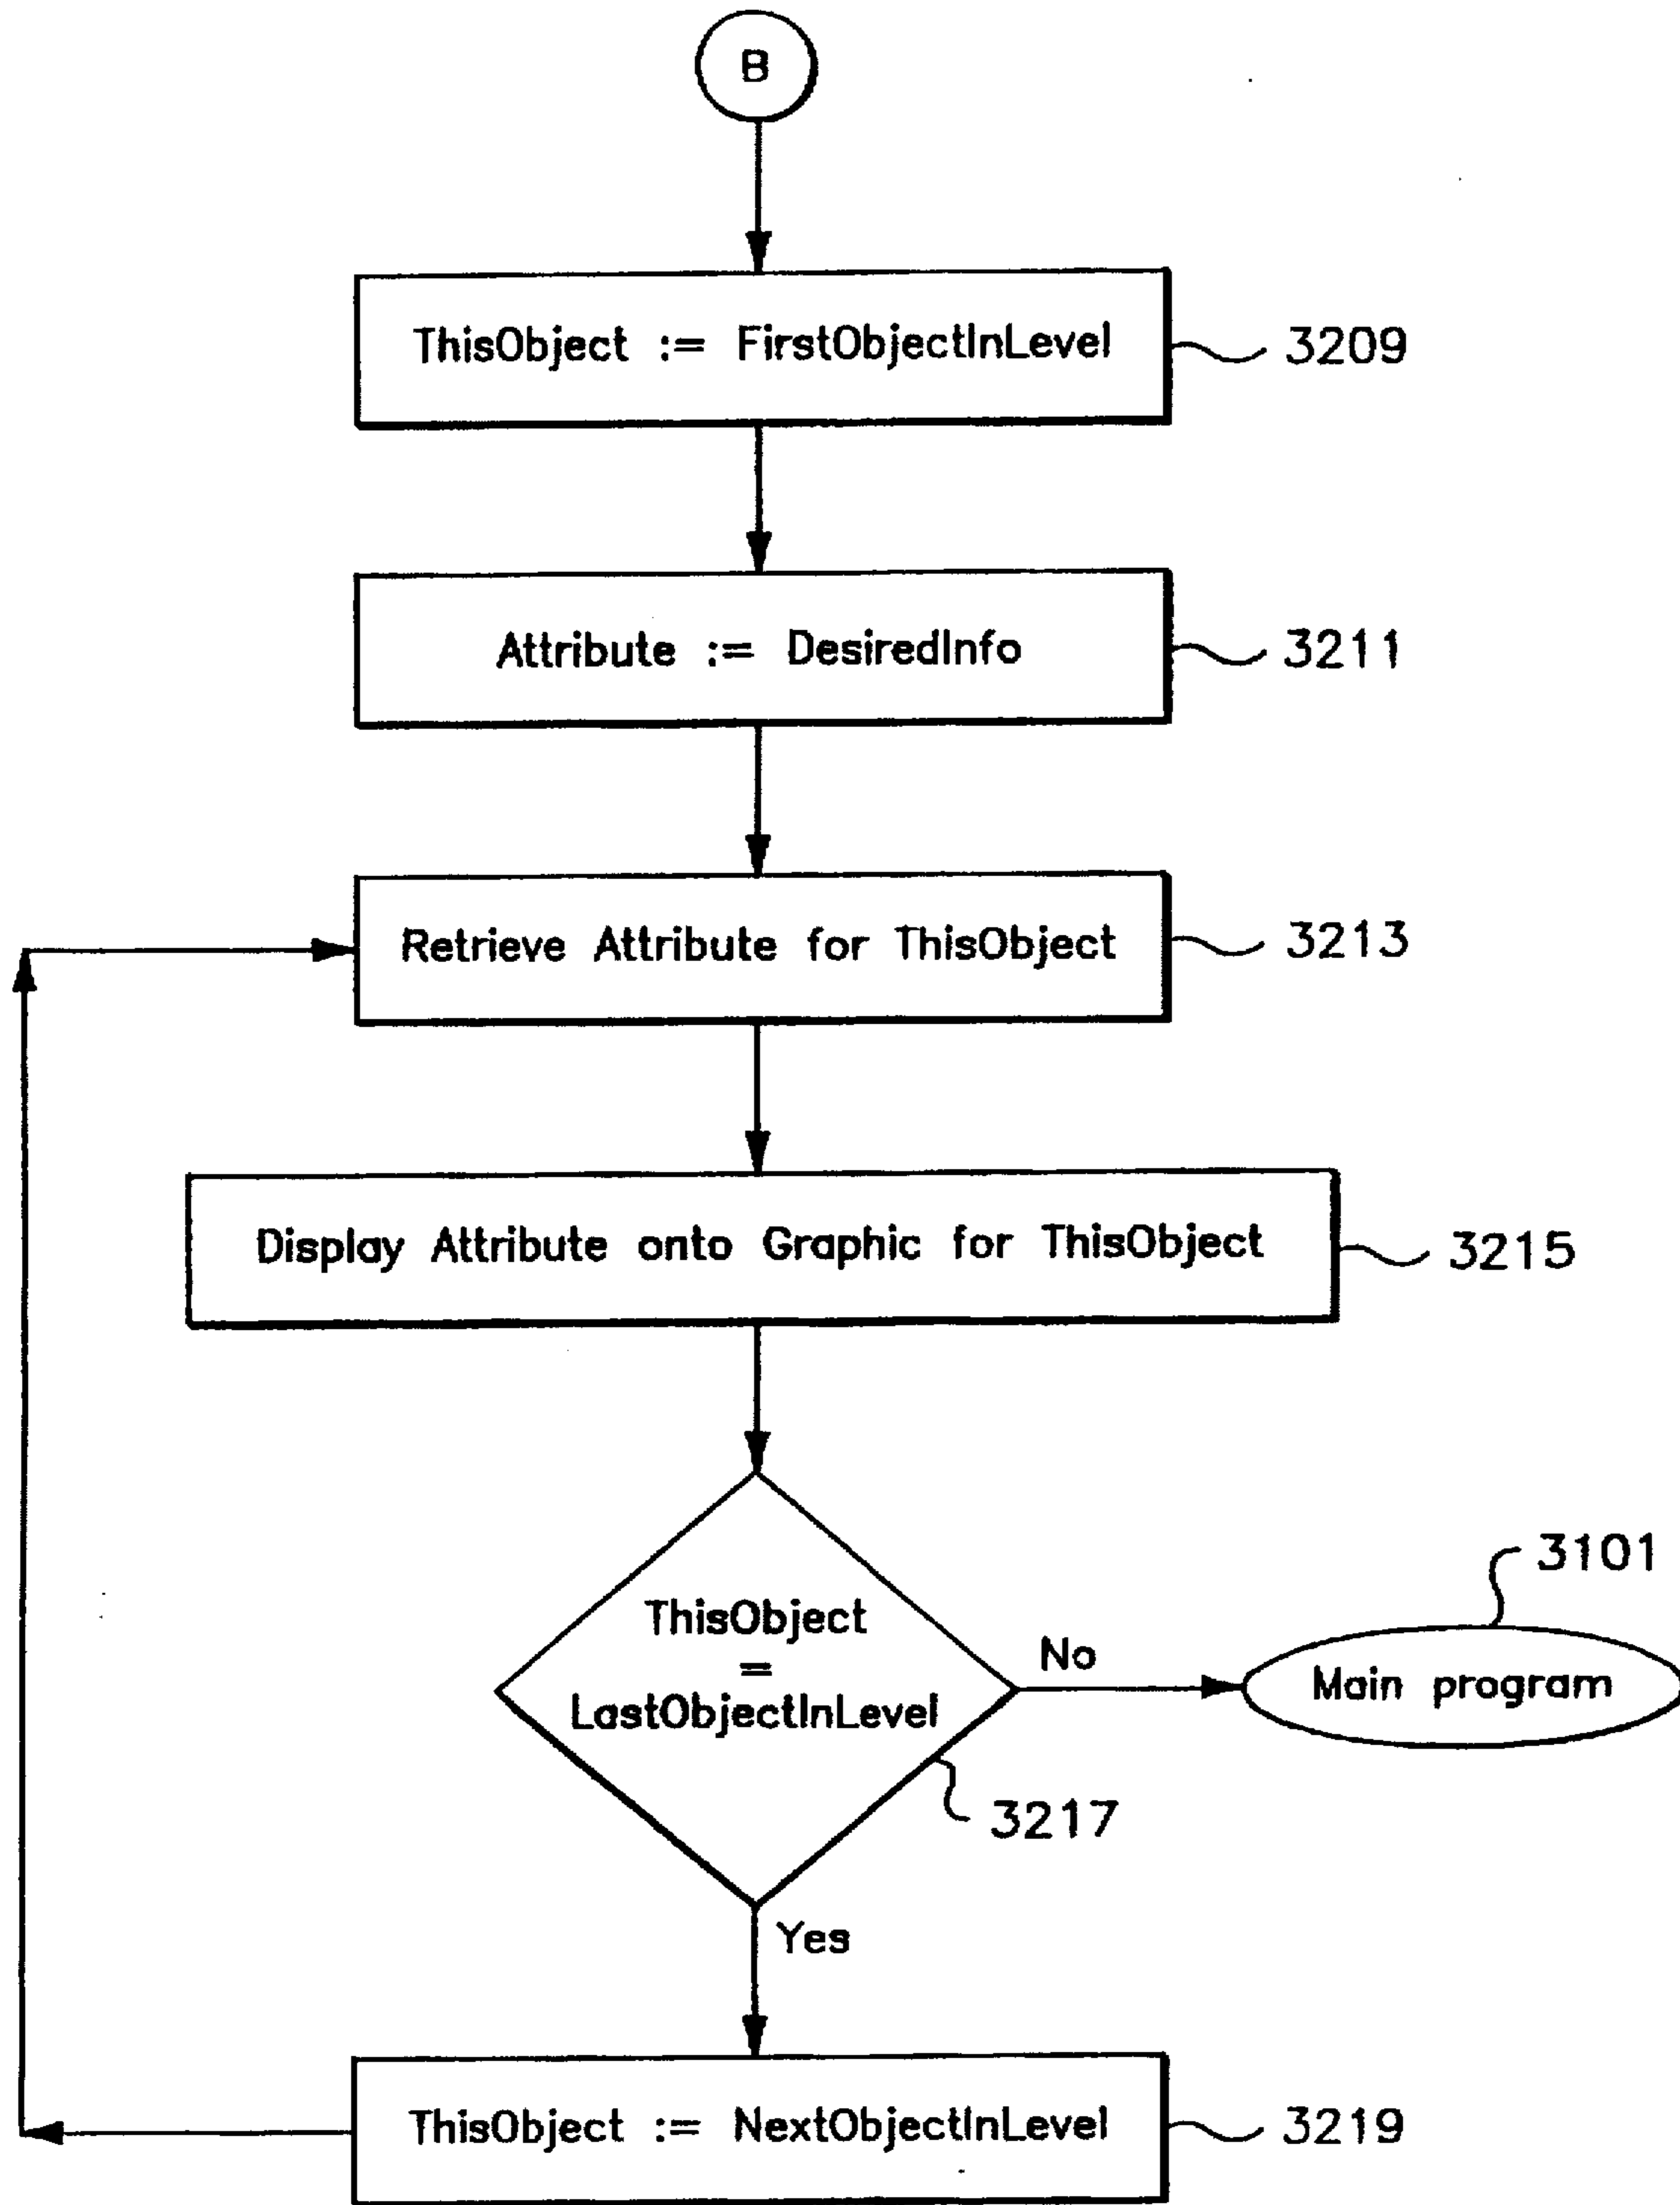 B
ThisObject := FirstObjectInLevel
3209
Attribute := DesiredInfo
3211
Retrieve Attribute for ThisObject
3213
Display Attribute onto Graphic for ThisObject
3215
ThisObject
=
LastObjectInLevel
No
3101
Main program
3217
Yes
ThisObject := NextObjectInLevel
3219